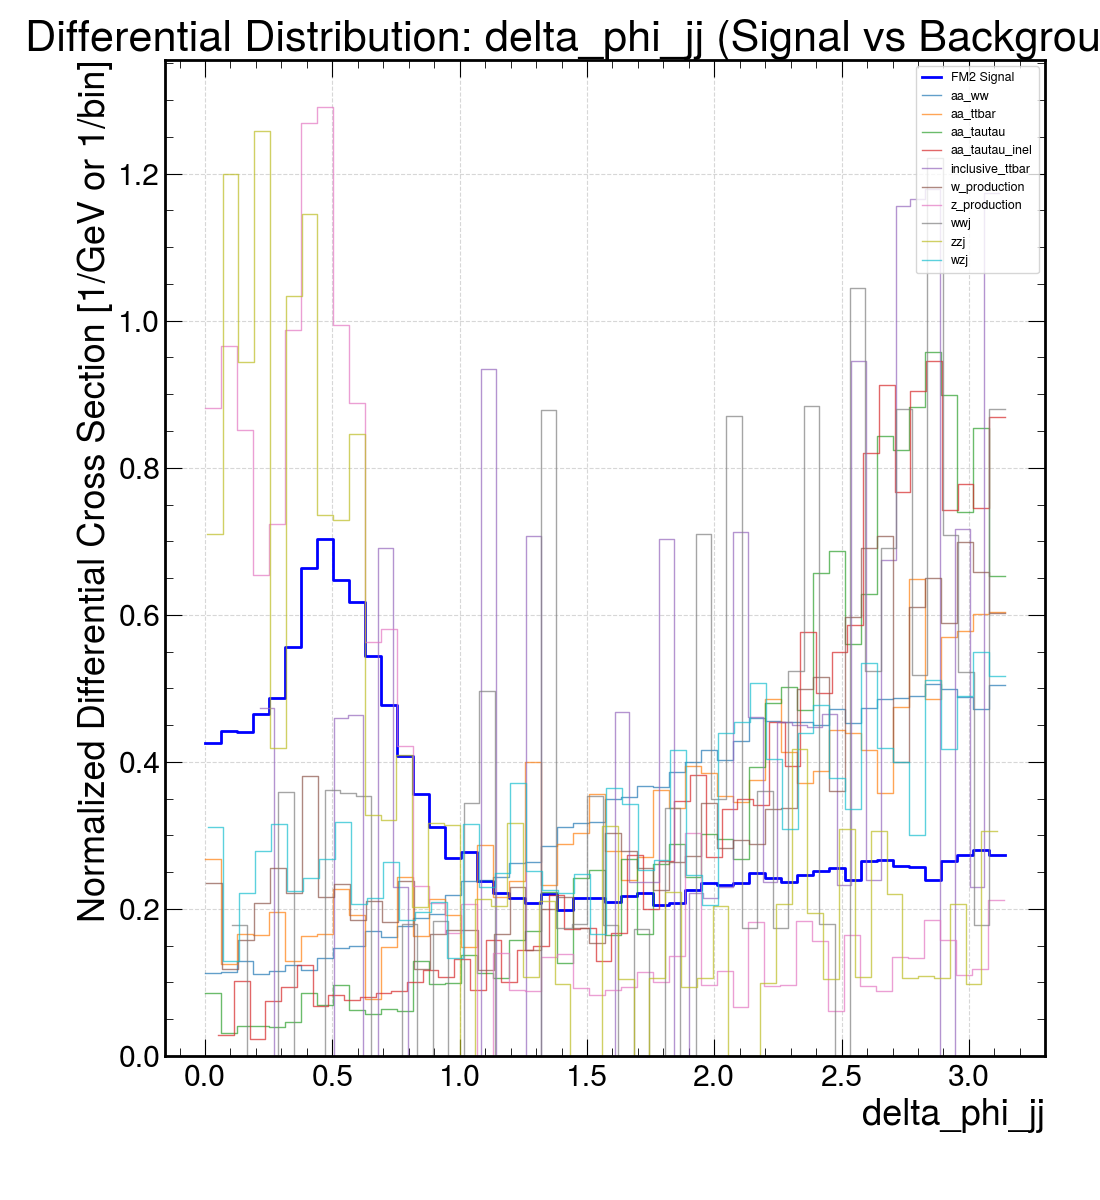 Differential Distribution: delta_phi_jj (Signal vs Backgrou
Normalized Differential Cross Section [1/GeV or 1/bin]
FM2 Signal
aa_ww
aa_ttbar
aa_tautau
aa_tautau_inel
inclusive_ttbar
w_production
z_production
wwj
zzj
wzj
1.2
1.0
0.8
0.6
0.4
0.2
0.0
0.0 0.5 1.0 1.5 2.0 2.5 3.0
delta_phi_jj